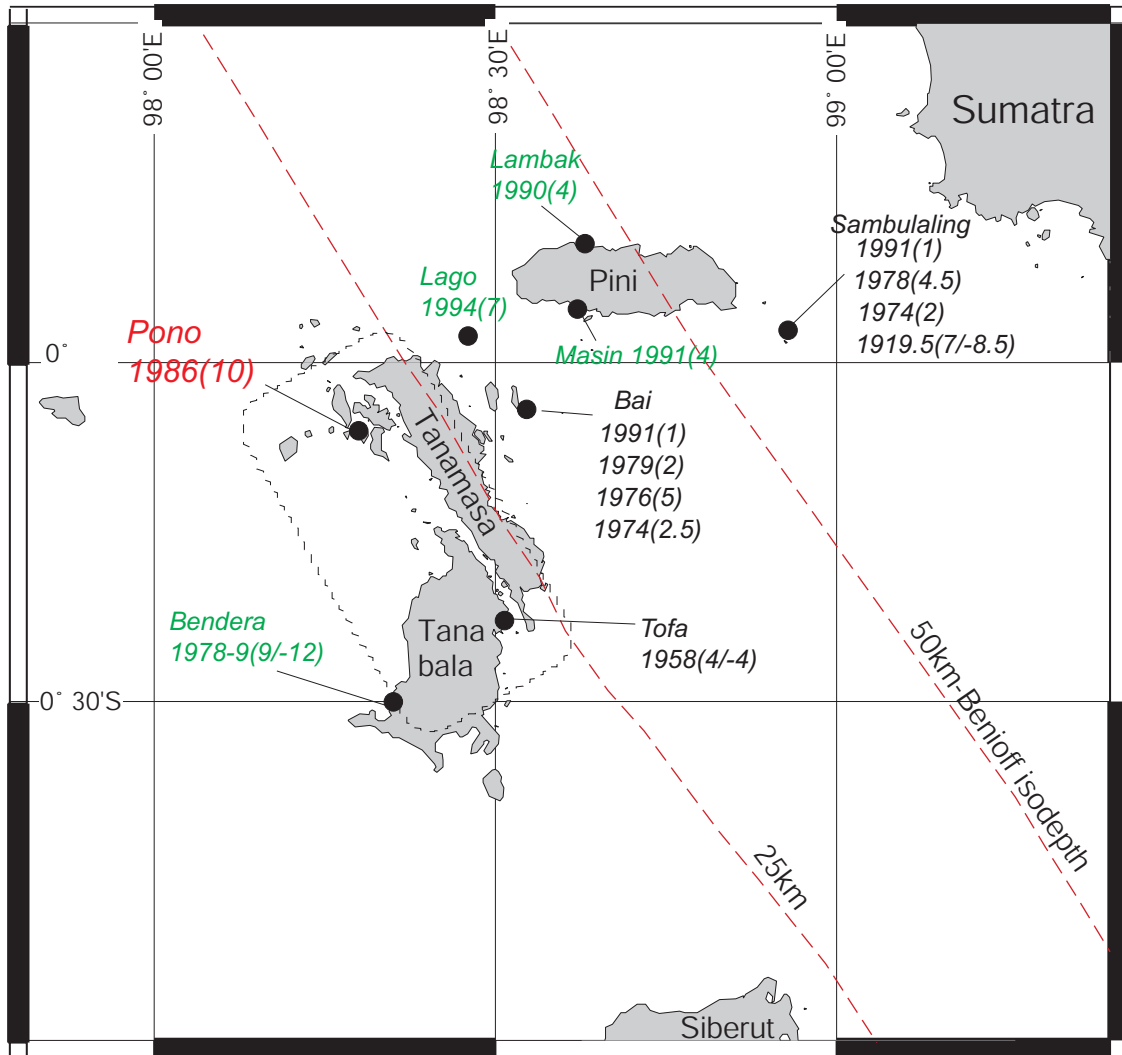 98° 00'E
98° 30'E
99° 00'E
Sumatra
Lambak
1990(4)
Sambulaling
1991(1)
1978(4.5)
1974(2)
1919.5(7/-8.5)
Pini
Lago
1994(7)
Pono
1986(10)
Masin 1991(4)
0°
Bai
1991(1)
1979(2)
1976(5)
1974(2.5)
Tanamasa
Bendera
1978-9(9/-12)
Tana
bala
Tofa
1958(4/-4)
50km-Benioff isodepth
0° 30'S
25km
Siberut